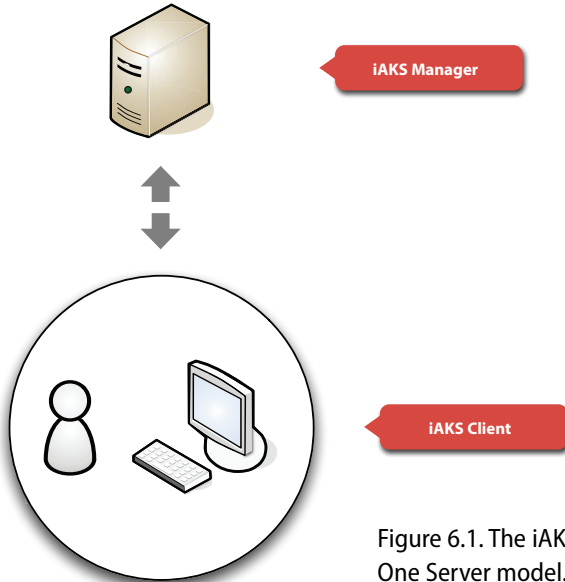 iAKS Manager
iAKS Client
Figure 6.1. The iAK
One Server model.